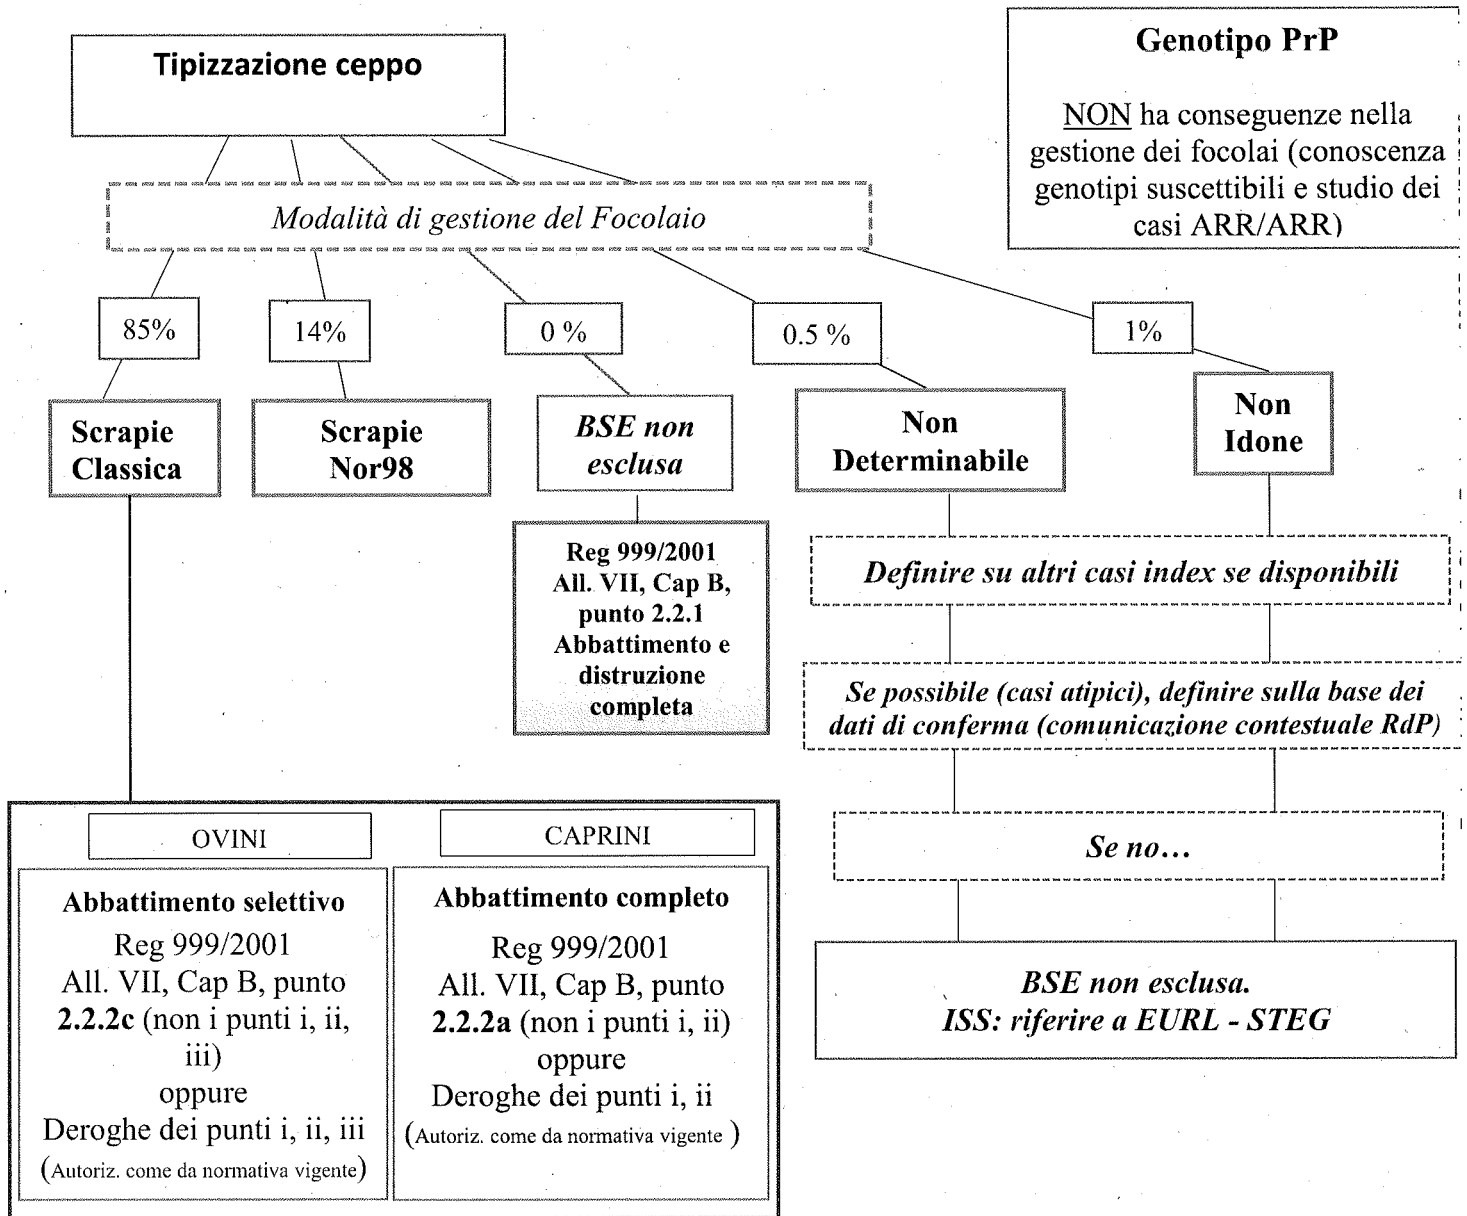 Tipizzazione ceppo
Genotipo PrP
NON ha conseguenze nella
gestione dei focolai (conoscenza
genotipi suscettibili e studio dei
casi ARR/ARR)
Modalità di gestione del Focolaio
85%
14%
0 %
0.5 %
1%
Scrapie
Classica
Scrapie
Nor98
BSE non
esclusa
Non
Determinabile
Non
Idone
Reg 999/2001
All. VII, Cap B,
punto 2.2.1
Abbattimento e
distruzione
completa
Definire su altri casi index se disponibili
Se possibile (casi atipici), definire sulla base dei
dati di conferma (comunicazione contestuale RdP)
Se no…
BSE non esclusa.
ISS: riferire a EURL - STEG
OVINI
Abbattimento selettivo
Reg 999/2001
All. VII, Cap B, punto
2.2.2c (non i punti i, ii,
iii)
oppure
Deroghe dei punti i, ii, iii
(Autoriz. come da normativa vigente)
CAPRINI
Abbattimento completo
Reg 999/2001
All. VII, Cap B, punto
2.2.2a (non i punti i, ii)
oppure
Deroghe dei punti i, ii
(Autoriz. come da normativa vigente )